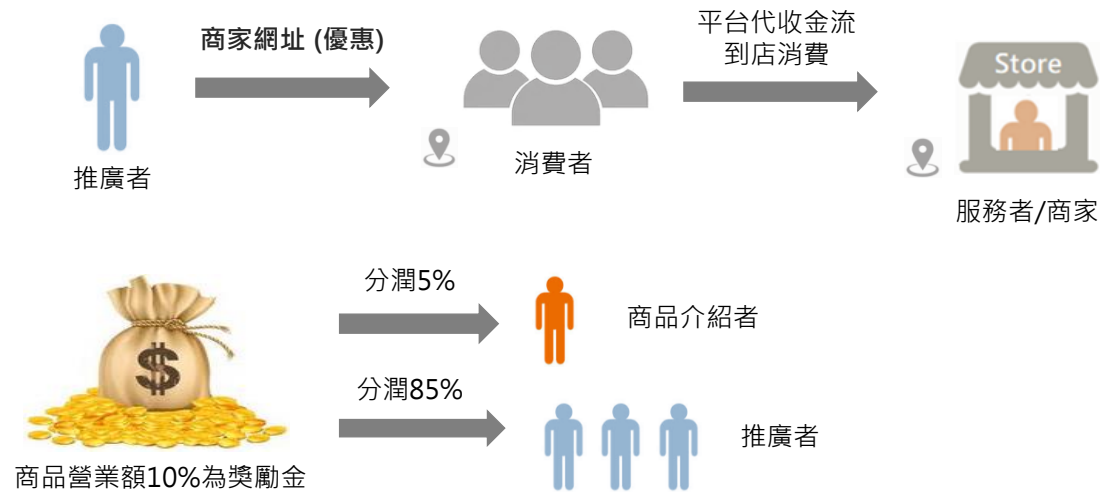 商家網址 (優惠)
平台代收金流
到店消費
Store
推廣者
消費者
服務者/商家
分潤5%
商品介紹者
$
分潤85%
推廣者
商品營業額10%為獎勵金